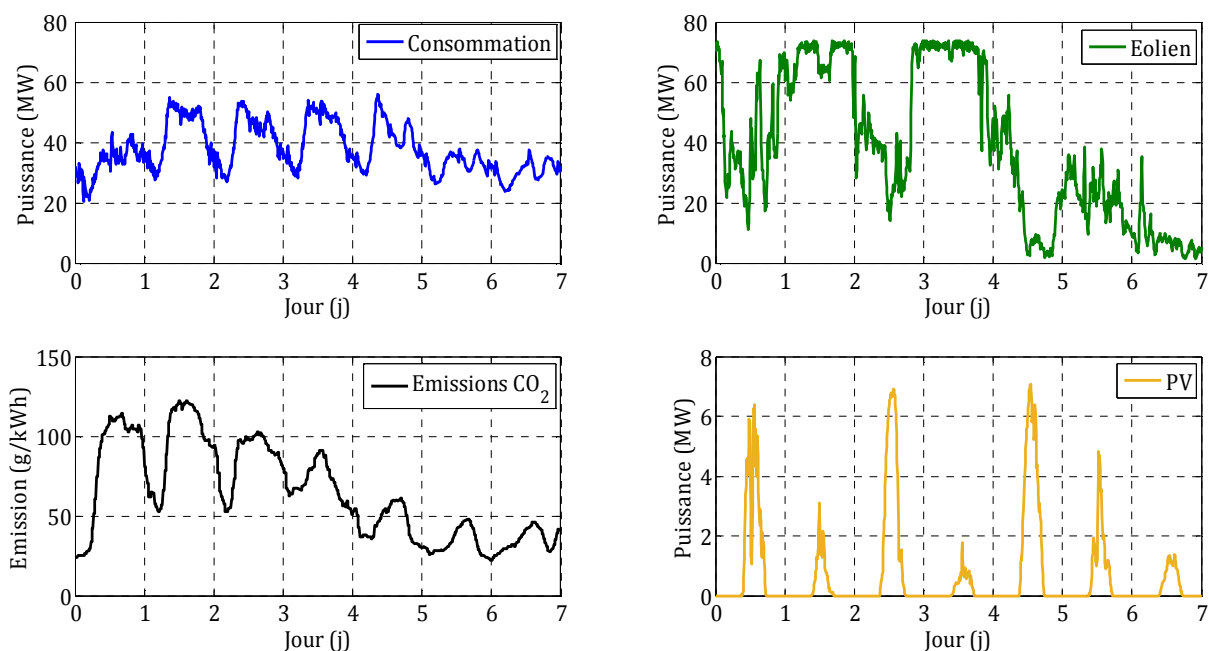 Puissance (MW)
80
60
40
20
0
Consommation
0 1 2 3 4 5 6 7
Jour (j)
Puissance (MW)
80
60
40
20
0
Eolien
0 1 2 3 4 5 6 7
Jour (j)
Emission (g/kWh)
150
100
50
0
Emissions CO2
0 1 2 3 4 5 6 7
Jour (j)
Puissance (MW)
8
6
4
2
0
PV
0 1 2 3 4 5 6 7
Jour (j)